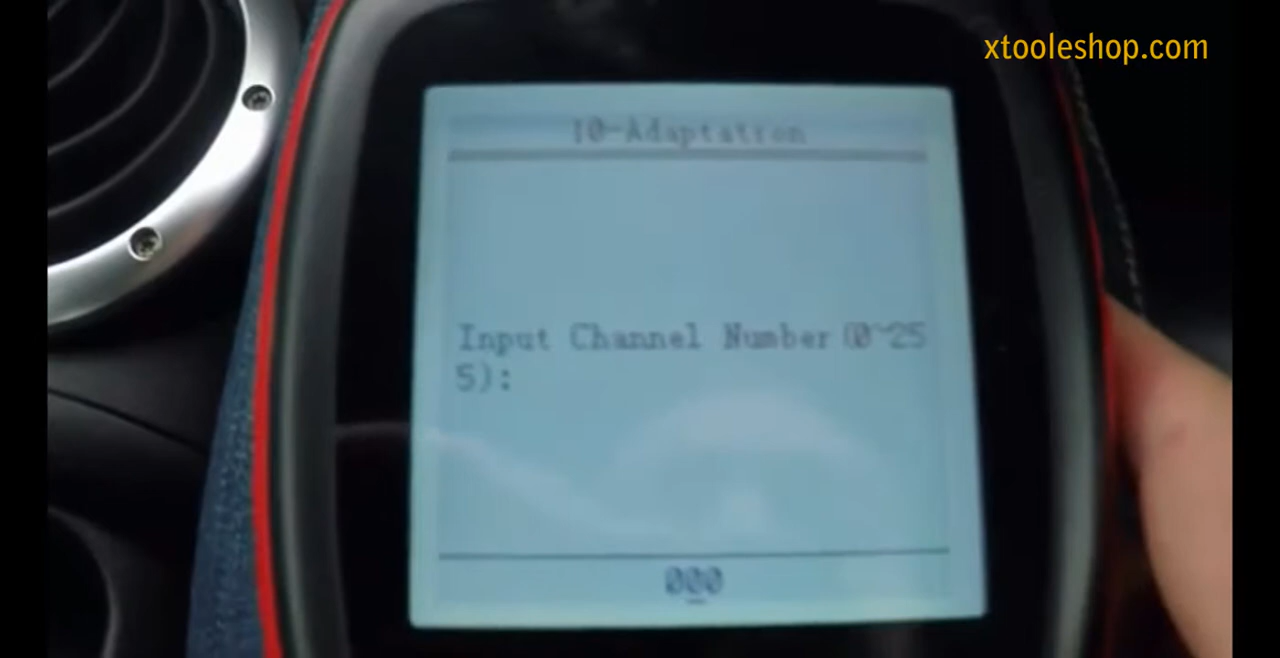 xtooleshop.com
10-Adaptation
Input Channel Number(0~25
5):
000